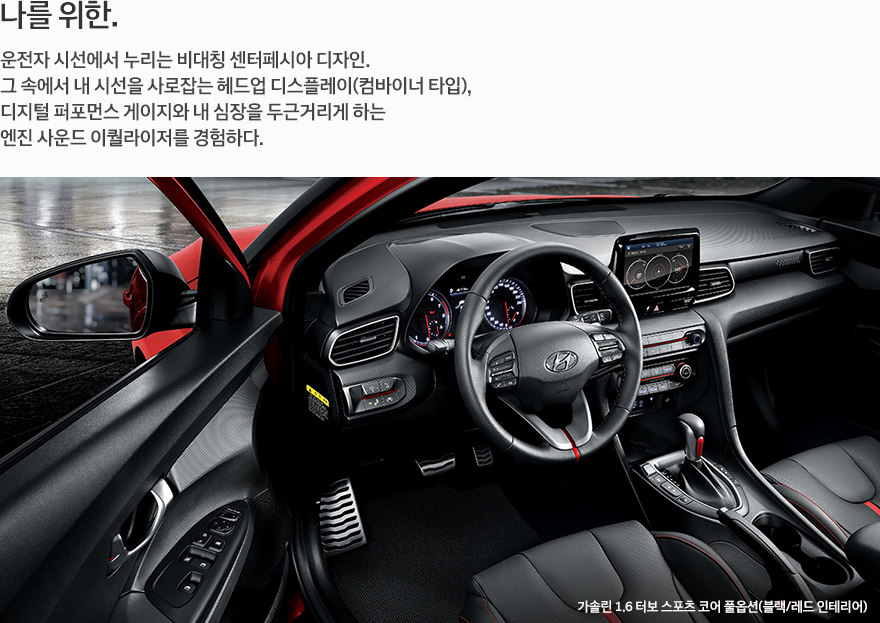 나를 위한.
운전자 시선에서 누리는 비대칭 센터페시아 디자인.
그 속에서 내 시선을 사로잡는 헤드업 디스플레이(컴바이너 타입),
디지털 퍼포먼스 게이지와 내 심장을 두근거리게 하는
엔진 사운드 이퀄라이저를 경험하다.
가솔린 1.6 터보 스포츠 코어 풀옵션(블랙/레드 인테리어)